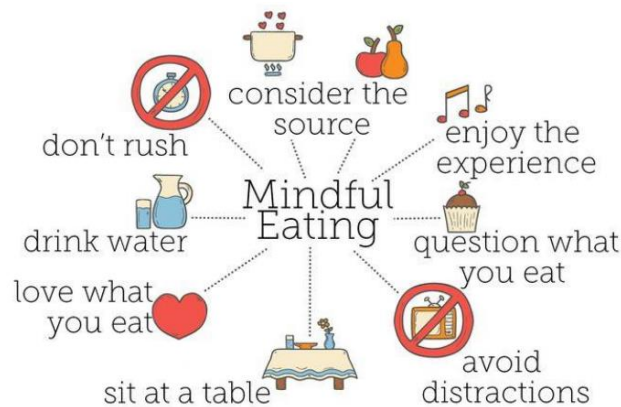 consider the
source
don't rush
enjoy the
experience
Mindful
Eating
drink water
question what
you eat
love what
you eat
avoid
distractions
sit at a table